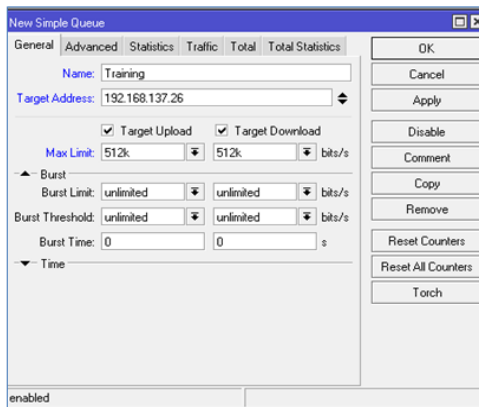 New Simple Queue
General Advanced Statistics Traffic Total Total Statistics
Name: Training
Target Address: 192.168.137.26
Target Upload Target Download
Max Limit: 512k 512k bits/s
Burst
Burst Limit: unlimited unlimited bits/s
Burst Threshold: unlimited unlimited bits/s
Burst Time: 0 0 s
Time
OK
Cancel
Apply
Disable
Comment
Copy
Remove
Reset Counters
Reset All Counters
Torch
enabled